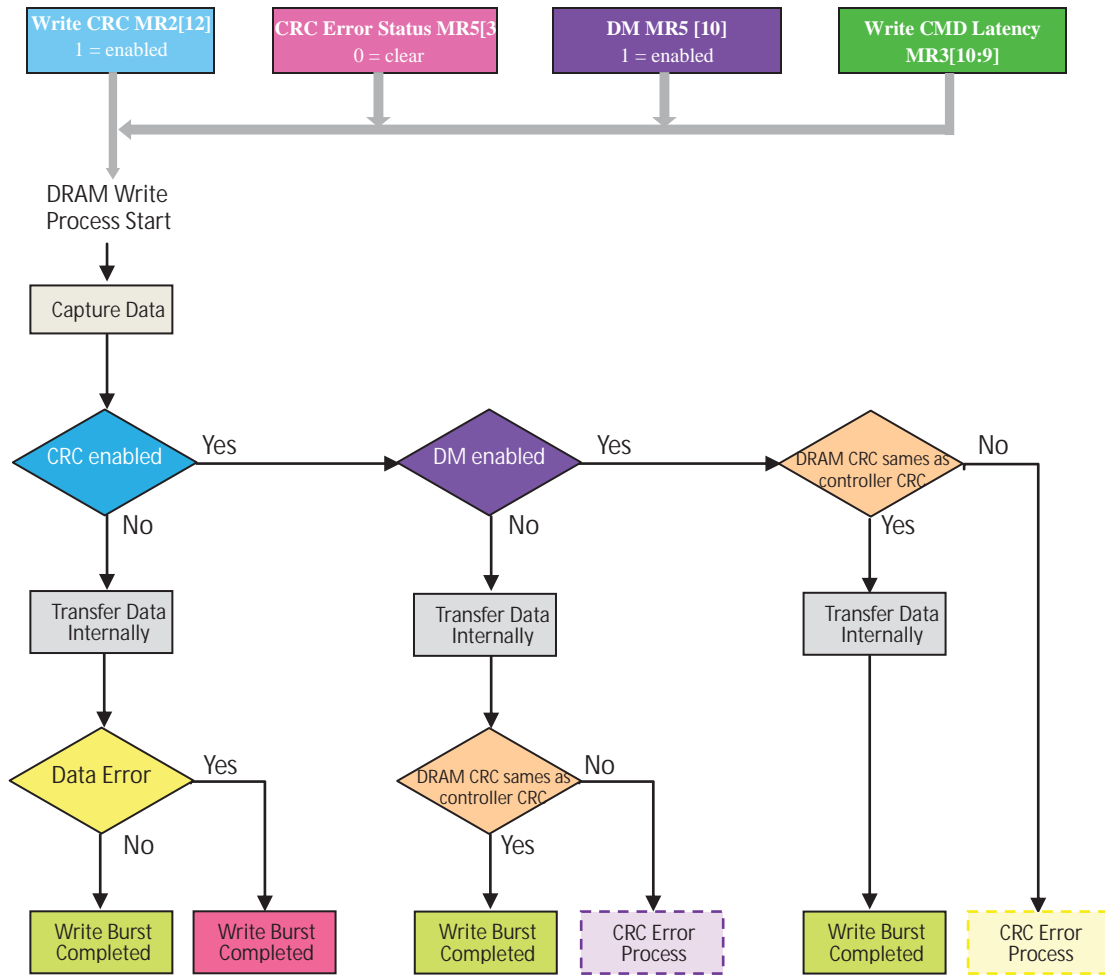 Write CRC MR2[12]
1 = enabled
CRC Error Status MR5[3
0 = clear
DM MR5 [10]
1 = enabled
Write CMD Latency
MR3[10:9]
DRAM Write
Process Start
Capture Data
CRC enabled
Yes
DM enabled
Yes
DRAM CRC sames as
controller CRC
No
No
No
Yes
Transfer Data
Internally
Transfer Data
Internally
Transfer Data
Internally
Data Error
Yes
DRAM CRC sames as
controller CRC
No
No
Yes
Write Burst
Completed
Write Burst
Completed
Write Burst
Completed
CRC Error
Process
Write Burst
Completed
CRC Error
Process